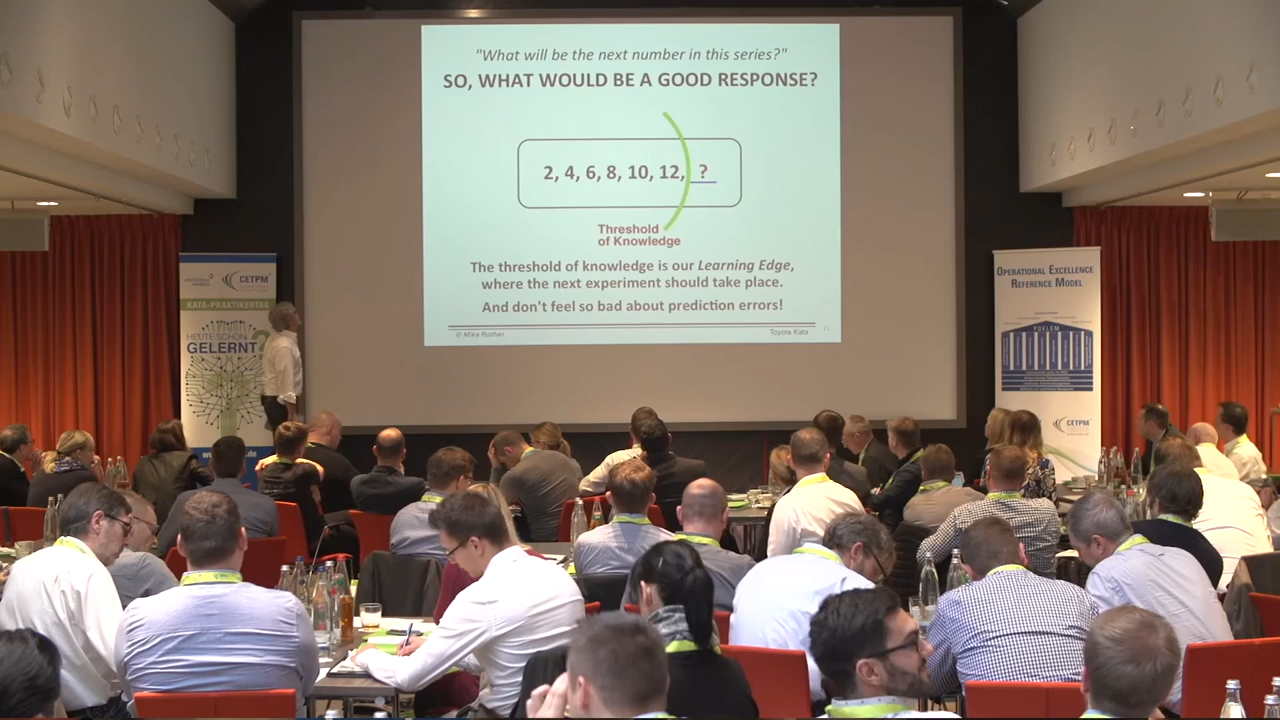 "What will be the next number in this series?"
SO, WHAT WOULD BE A GOOD RESPONSE?
2, 4, 6, 8, 10, 12, ?
Threshold
of Knowledge
The threshold of knowledge is our Learning Edge,
where the next experiment should take place.
And don't feel so bad about prediction errors!
© Mike Rother
Toyota Kata
21
CETPM
KATA-PRAKTIKERTAG
HEUTE SCHON
GELERNT
OPERATIONAL EXCELLENCE
REFERENCE MODEL
CETPM